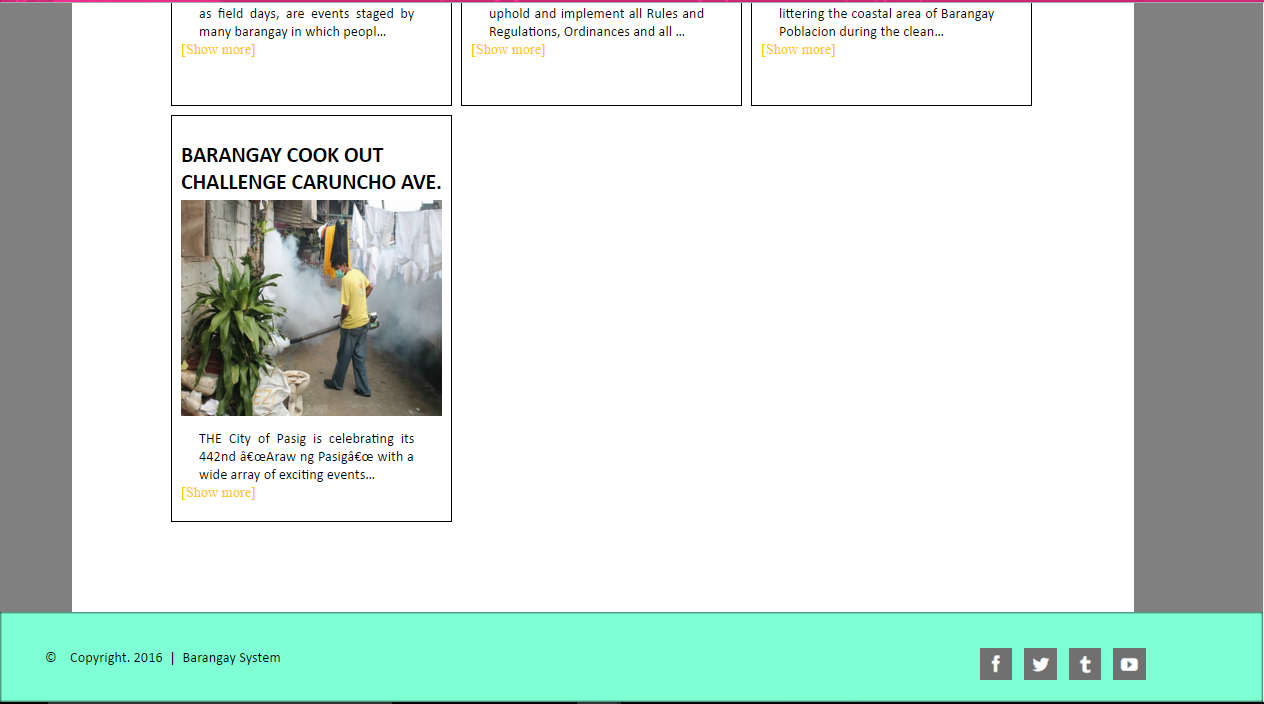 as field days, are events staged by
many barangay in which peopl...
[Show more]
uphold and implement all Rules and
Regulations, Ordinances and all ...
[Show more]
littering the coastal area of Barangay
Poblacion during the clean...
[Show more]
BARANGAY COOK OUT
CHALLENGE CARUNCHO AVE.
THE City of Pasig is celebrating its
442nd â€œAraw ng Pasigâ€œ with a
wide array of exciting events...
[Show more]
© Copyright. 2016 | Barangay System